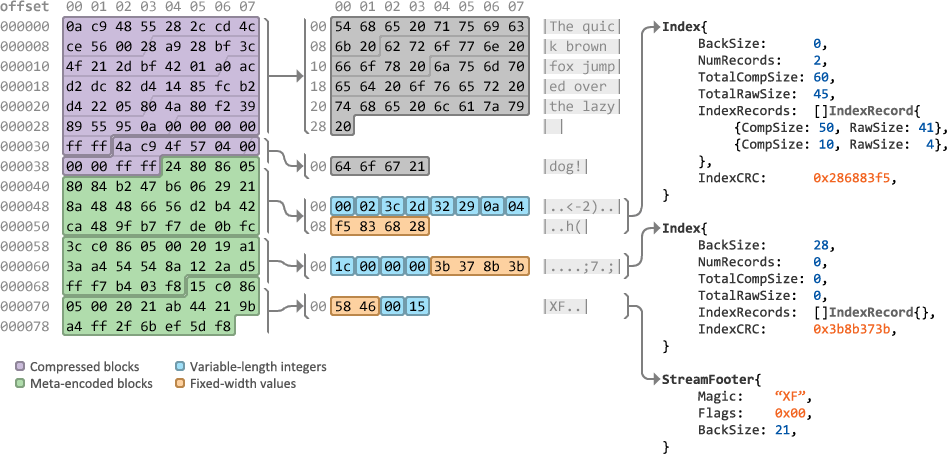 offset 00 01 02 03 04 05 06 07
000000 0a c9 48 55 28 2c cd 4c
000008 ce 56 00 28 a9 28 bf 3c
000010 4f 21 2d bf 42 01 a0 ac
000018 d2 dc 82 d4 14 85 fc b2
000020 d4 22 05 80 4a 80 f2 39
000028 89 55 95 0a 00 00 00 00
000030 ff ff 4a c9 4f 57 04 00
000038 00 00 ff ff 24 80 86 05
000040 80 84 b2 47 b6 06 29 21
000048 8a 48 48 66 56 d2 b4 42
000050 ca 48 9f b7 f7 de 0b fc
000058 3c c0 86 05 00 20 19 a1
000060 3a a4 54 54 8a 12 2a d5
000068 ff f7 b4 03 f8 15 c0 86
000070 05 00 20 21 ab 44 21 9b
000078 a4 ff 2f 6b ef 5d f8
Compressed blocks
Meta-encoded blocks
Variable-length integers
Fixed-width values
00 01 02 03 04 05 06 07
00 54 68 65 20 71 75 69 63 |The quic|
08 6b 20 62 72 6f 77 6e 20 |k brown |
10 66 6f 78 20 6a 75 6d 70 |fox jump|
18 65 64 20 6f 76 65 72 20 |ed over |
20 74 68 65 20 6c 61 7a 79 |the lazy|
28 20 | |
00 64 6f 67 21 |dog!|
00 00 02 3c 2d 32 29 0a 04 |..<-2)..|
08 f5 83 68 28 |..h(|
00 1c 00 00 00 3b 37 8b 3b |....;7.;|
00 58 46 00 15 |XF..|
Index{
BackSize: 0,
NumRecords: 2,
TotalCompSize: 60,
TotalRawSize: 45,
IndexRecords: []IndexRecord{
{CompSize: 50, RawSize: 41},
{CompSize: 10, RawSize: 4},
},
IndexCRC: 0x286883f5,
}
Index{
BackSize: 28,
NumRecords: 0,
TotalCompSize: 0,
TotalRawSize: 0,
IndexRecords: []IndexRecord{},
IndexCRC: 0x3b8b373b,
}
StreamFooter{
Magic: “XF”,
Flags: 0x00,
BackSize: 21,
}